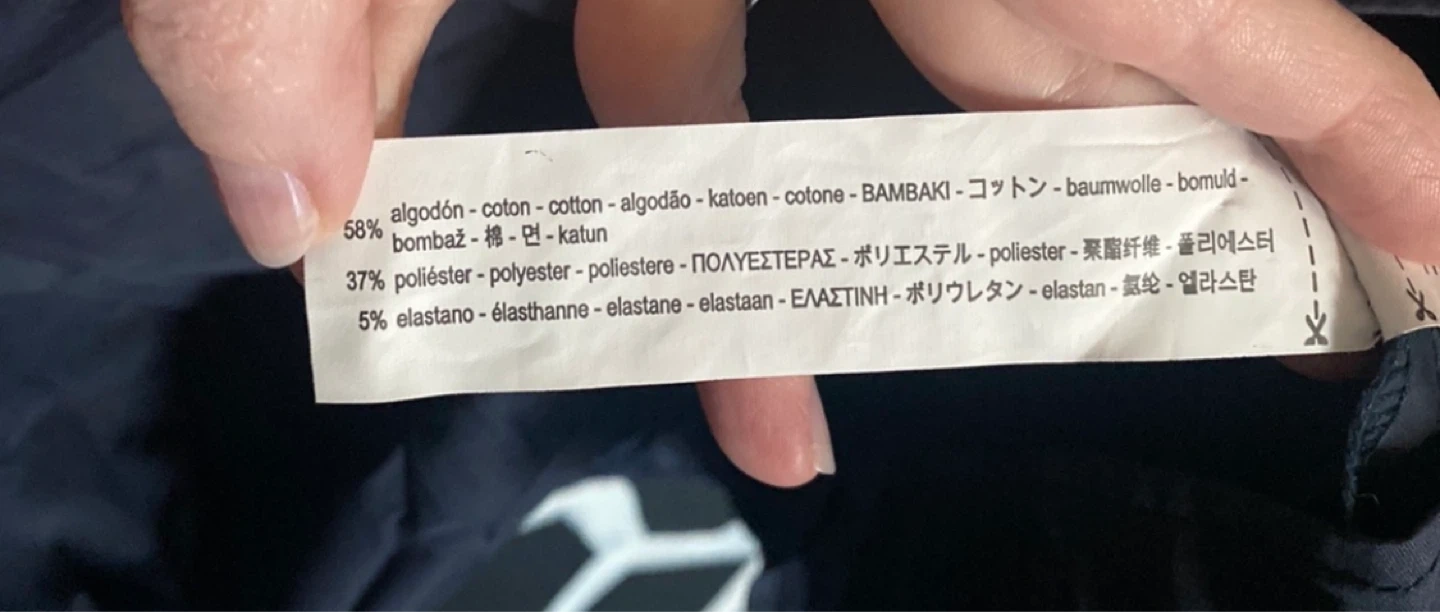 58% algodón - coton - cotton - algodão - katoen - cotone - BAMBAKI - コットン - baumwolle - bomuld -
bombaž - 棉 - 면 - katun
37% poliéster - polyester - poliestere - ΠΟΛΥΕΣΤΕΡΑΣ - ポリエステル - poliester - 聚酯纤维 - 폴리에스터
5% elastano - élasthanne - elastane - elastaan - ΕΛΑΣΤΙΝΗ - ポリウレタン - elastan - 氨纶 - 엘라스탄